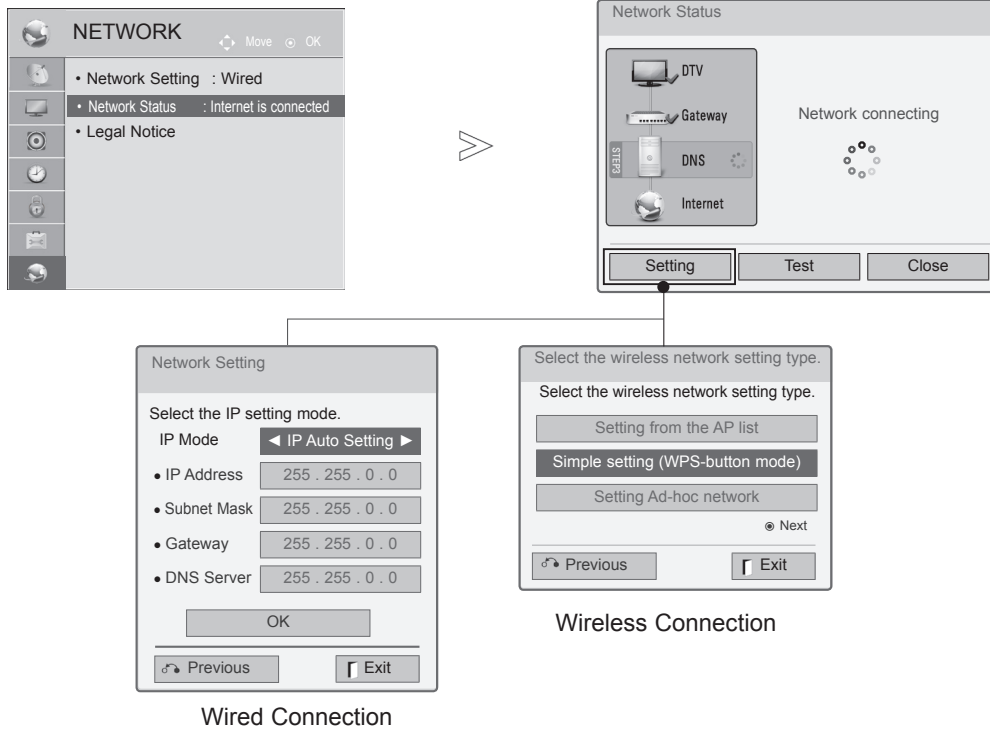 NETWORK
Move ⊙ OK
• Network Setting : Wired
• Network Status : Internet is connected
• Legal Notice
Network Status
DTV
Gateway
STEP3
DNS
Internet
Network connecting
Setting
Test
Close
Network Setting
Select the IP setting mode.
IP Mode ◄ IP Auto Setting ►
● IP Address 255 . 255 . 0 . 0
● Subnet Mask 255 . 255 . 0 . 0
● Gateway 255 . 255 . 0 . 0
● DNS Server 255 . 255 . 0 . 0
OK
Previous
Exit
Wired Connection
Select the wireless network setting type.
Select the wireless network setting type.
Setting from the AP list
Simple setting (WPS-button mode)
Setting Ad-hoc network
⊙ Next
Previous
Exit
Wireless Connection